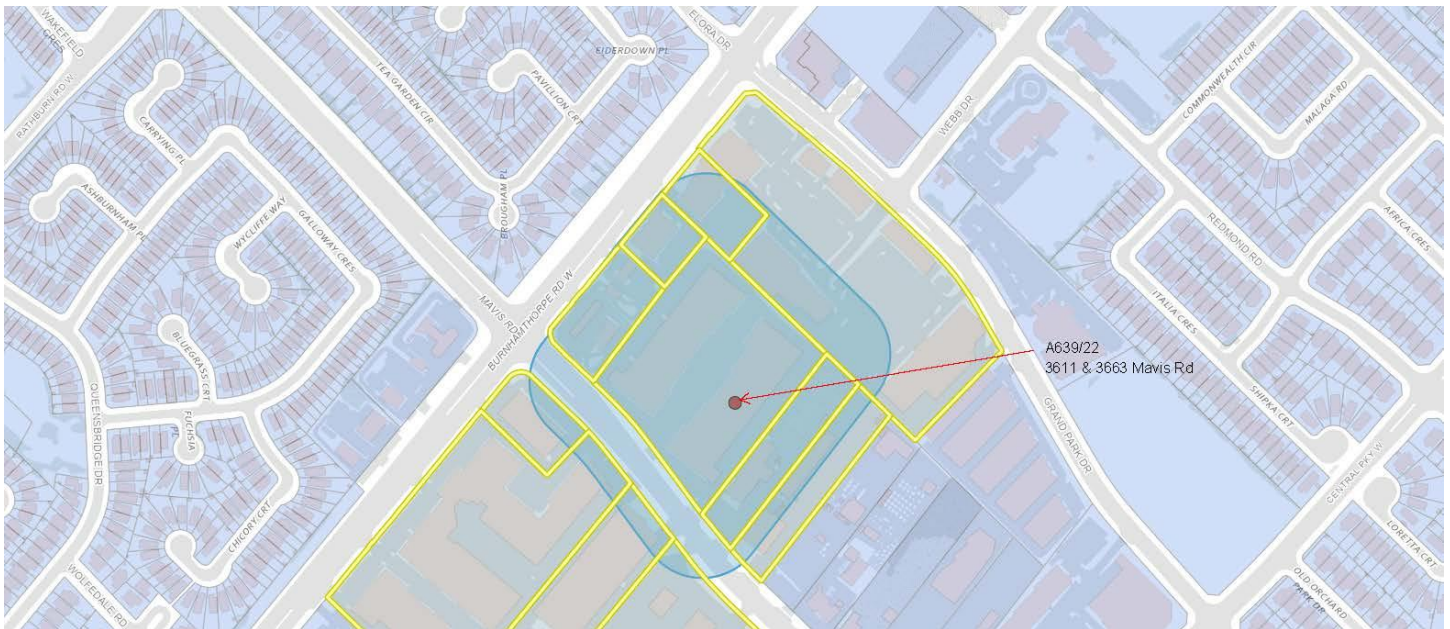 WAKEFIELD
CRES
RATHBURN RD W
CARRYING PL
ASHBURNHAM PL
WYCLIFFE WAY
GALLOWAY CRES
BLUEGRASS CRT
FUCHSIA
PL
QUEENSBRIDGE DR
CHICORY CRT
WOLFEDALE RD
TEA GARDEN CIR
PAVILLION CRT
EIDERDOWN PL
BROUGHAM PL
ELORA DR
MAVIS RD
BURNHAMTHORPE RD W
WEBB DR
COMMONWEALTH CIR
MALAGA RD
REDMOND RD
AFRICA CRES
ITALIA CRES
SHIPKA CRT
A639/22
3611 & 3663 Mavis Rd
GRAND PARK DR
CENTRAL PKY W
LORETTA CRT
OLD ORCHARD
PARK DR